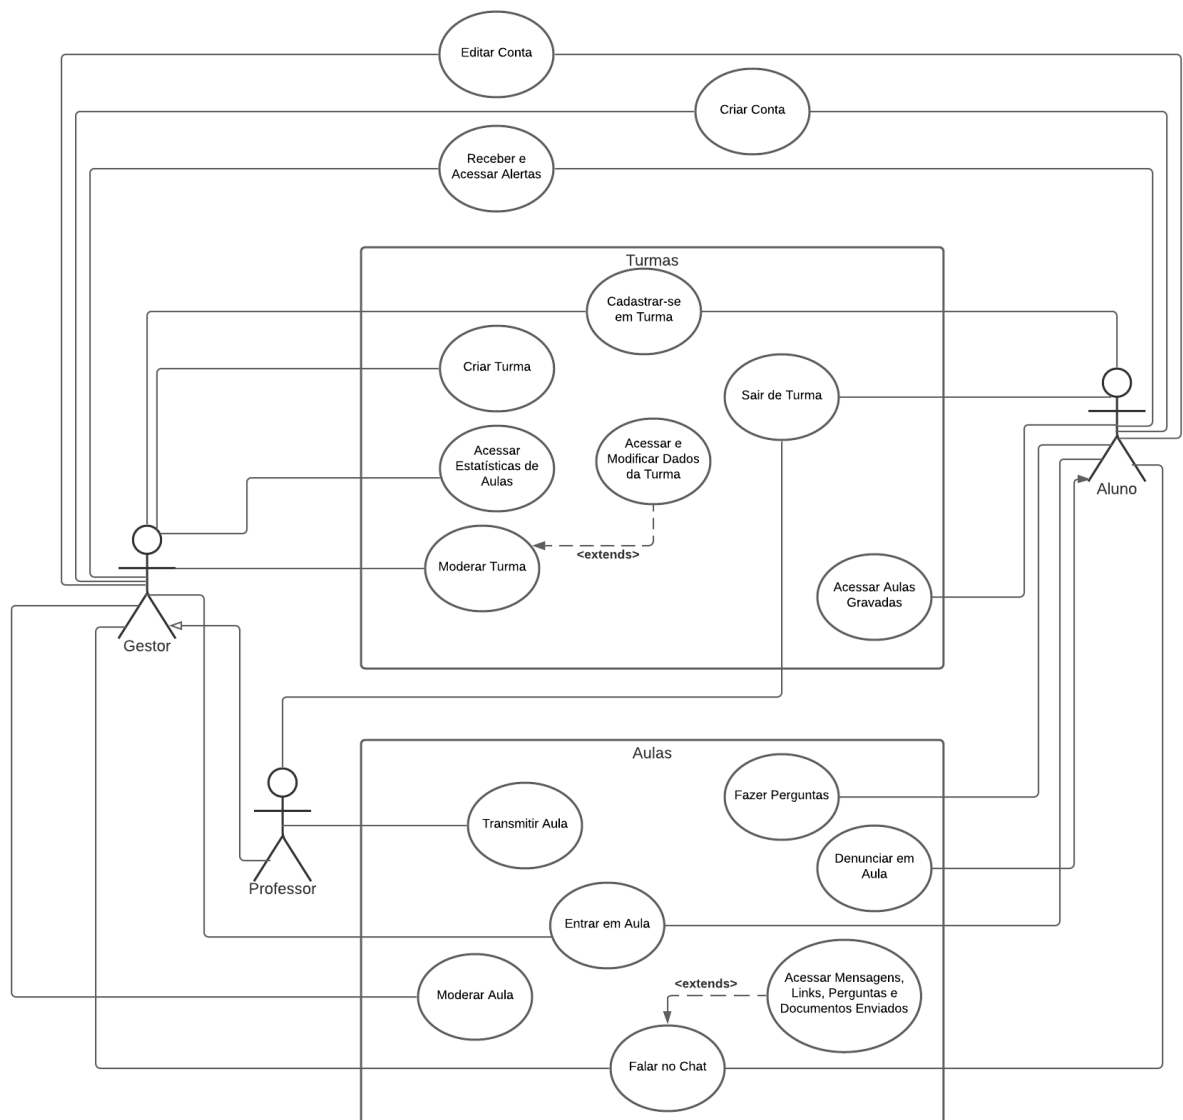 Editar Conta
Criar Conta
Receber e
Acessar Alertas
Turmas
Cadastrar-se
em Turma
Criar Turma
Sair de Turma
Acessar
Estatísticas de
Aulas
Acessar e
Modificar Dados
da Turma
Aluno
<extends>
Moderar Turma
Acessar Aulas
Gravadas
Gestor
Aulas
Fazer Perguntas
Transmitir Aula
Denunciar em
Aula
Professor
Entrar em Aula
<extends>
Acessar Mensagens,
Links, Perguntas e
Documentos Enviados
Moderar Aula
Falar no Chat